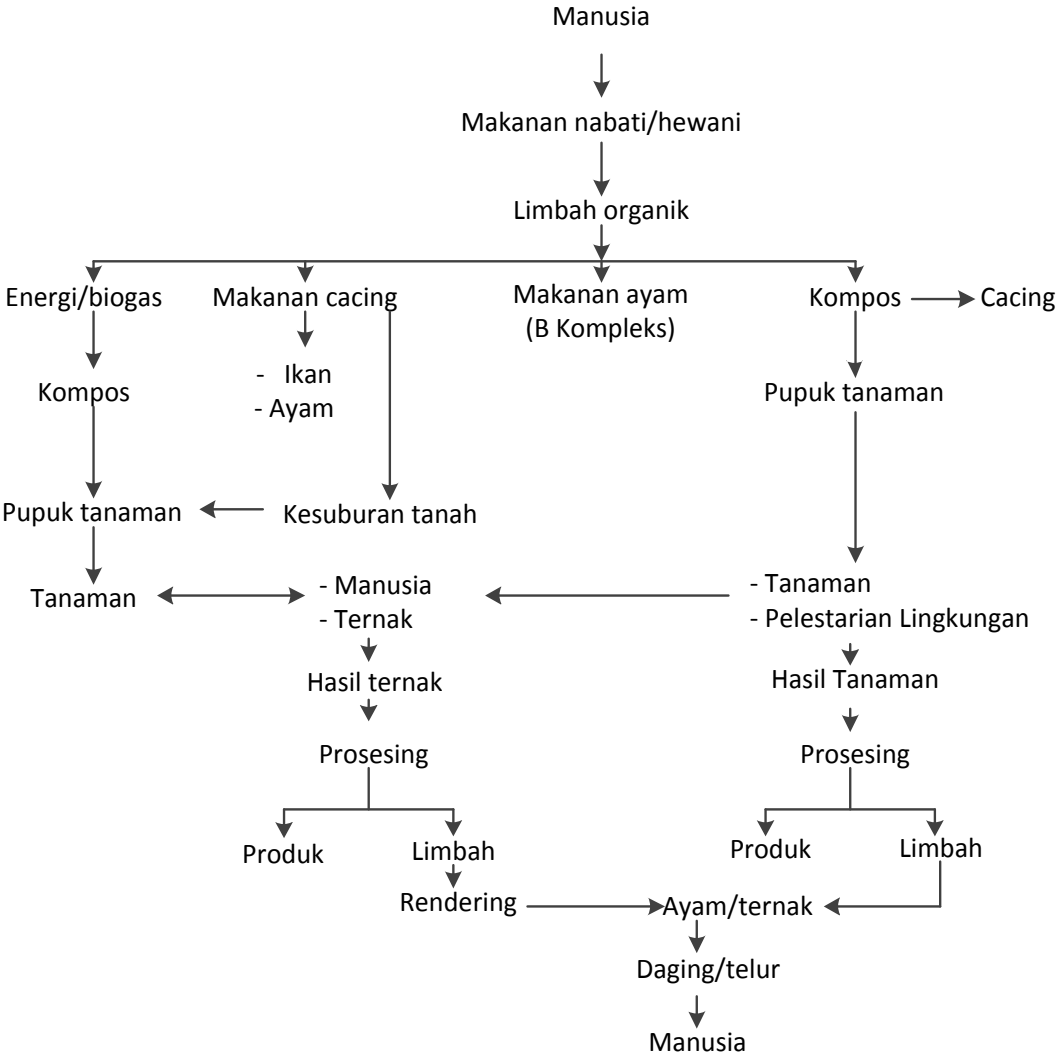 Manusia
Makanan nabati/hewani
Limbah organik
Energi/biogas
Makanan cacing
Makanan ayam
(B Kompleks)
Kompos
Cacing
- Ikan
- Ayam
Kompos
Pupuk tanaman
Pupuk tanaman
Kesuburan tanah
Tanaman
- Manusia
- Ternak
- Tanaman
- Pelestarian Lingkungan
Hasil ternak
Hasil Tanaman
Prosesing
Prosesing
Produk
Limbah
Produk
Limbah
Rendering
Ayam/ternak
Daging/telur
Manusia